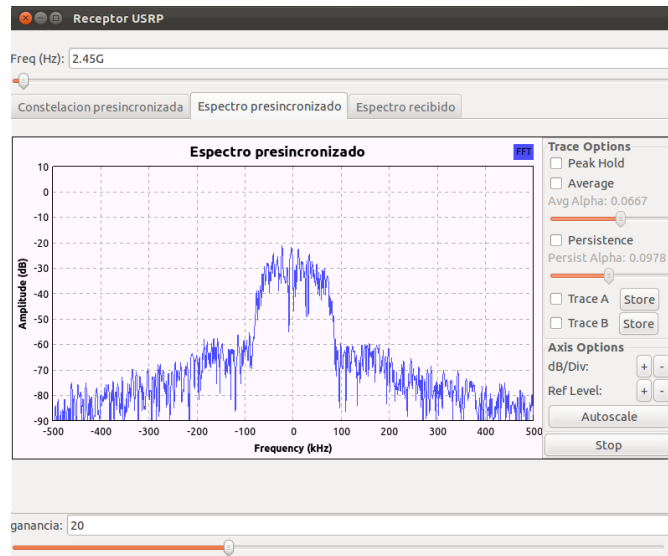 Receptor USRP
Freq (Hz): 2.45G
Constelacion presincronizada Espectro presincronizado Espectro recibido
Espectro presincronizado
FFT
Amplitude (dB)
10
0
-10
-20
-30
-40
-50
-60
-70
-80
-90
-500 -400 -300 -200 -100 0 100 200 300 400 500
Frequency (kHz)
Trace Options
Peak Hold
Average
Avg Alpha: 0.0667
Persistence
Persist Alpha: 0.0978
Trace A Store
Trace B Store
Axis Options
dB/Div: + -
Ref Level: + -
Autoscale
Stop
ganancia: 20